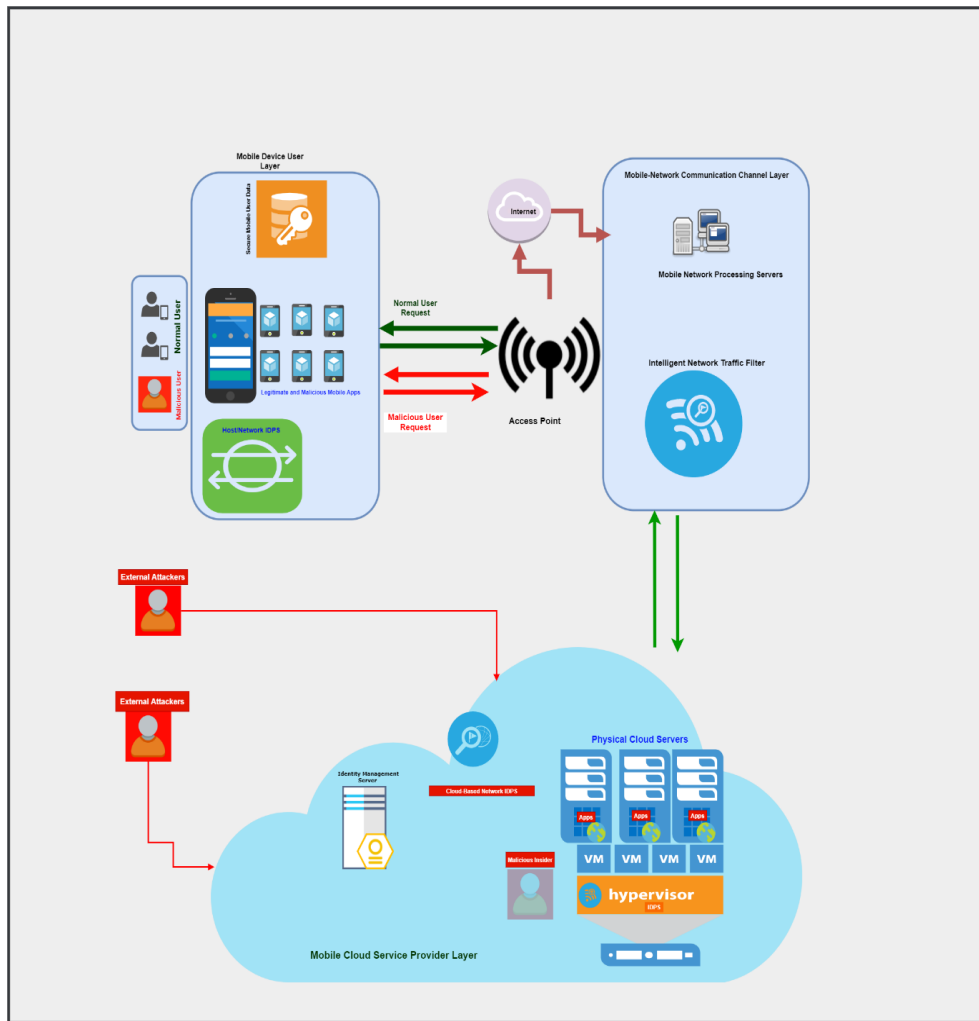 Mobile Device User
Layer
Secure Mobile User Data
Normal User
Malicious User
Legitimate and Malicious Mobile Apps
Host/Network IDPS
Normal User
Request
Malicious User
Request
Internet
Access Point
Mobile-Network Communication Channel Layer
Mobile Network Processing Servers
Intelligent Network Traffic Filter
External Attackers
External Attackers
Identity Management
Server
Cloud-Based Network IDPS
Physical Cloud Servers
Apps
Apps
Apps
VM
VM
VM
VM
Malicious Insider
hypervisor
IDPS
Mobile Cloud Service Provider Layer